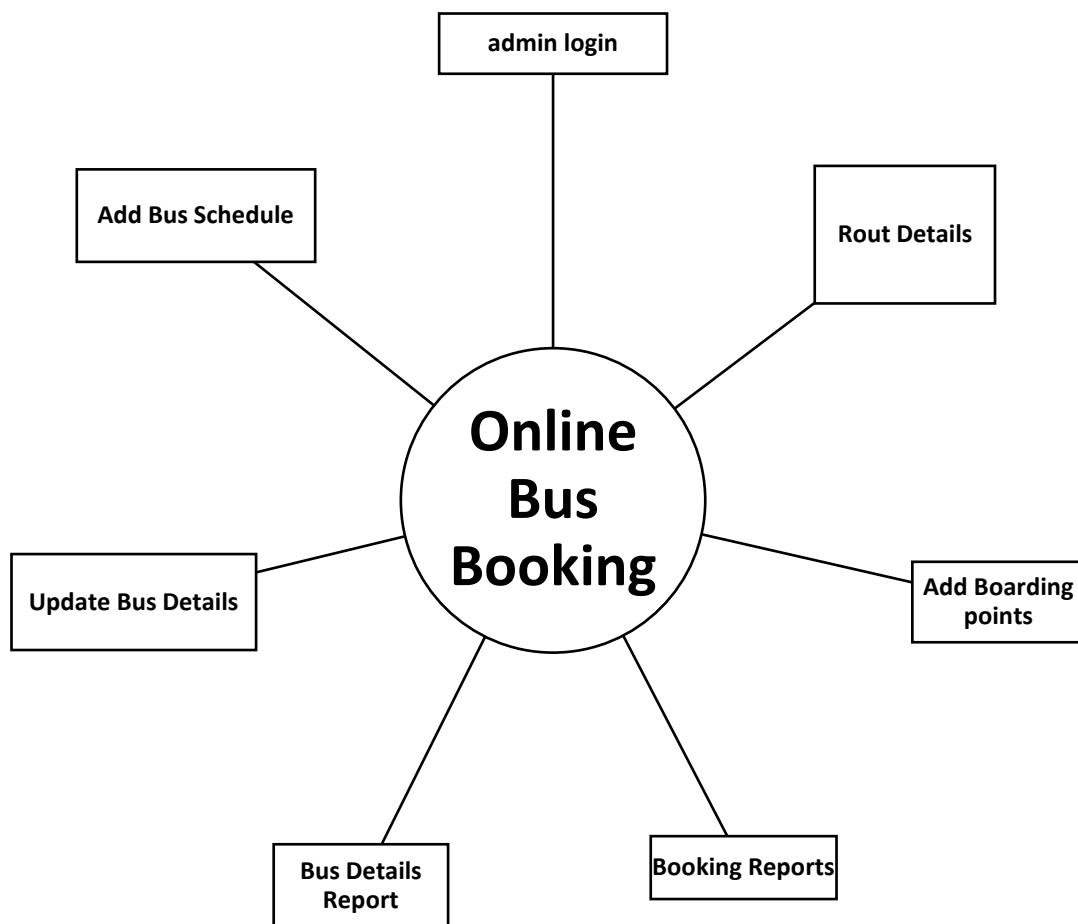 admin login
Add Bus Schedule
Rout Details
Online
Bus
Booking
Update Bus Details
Add Boarding
points
Bus Details
Report
Booking Reports